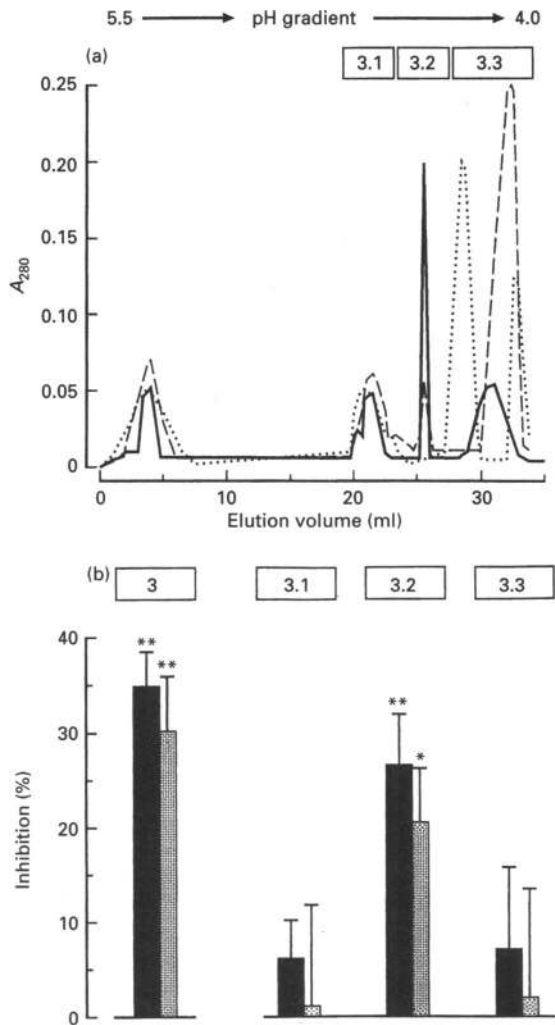 5.5 → pH gradient → 4.0
(a) 3.1 3.2 3.3
0.25
0.20
0.15
0.10
0.05
0
A280
0 10 20 30
Elution volume (ml)
(b) 3 3.1 3.2 3.3
40
30
20
10
0
Inhibition (%)
** ** ** *